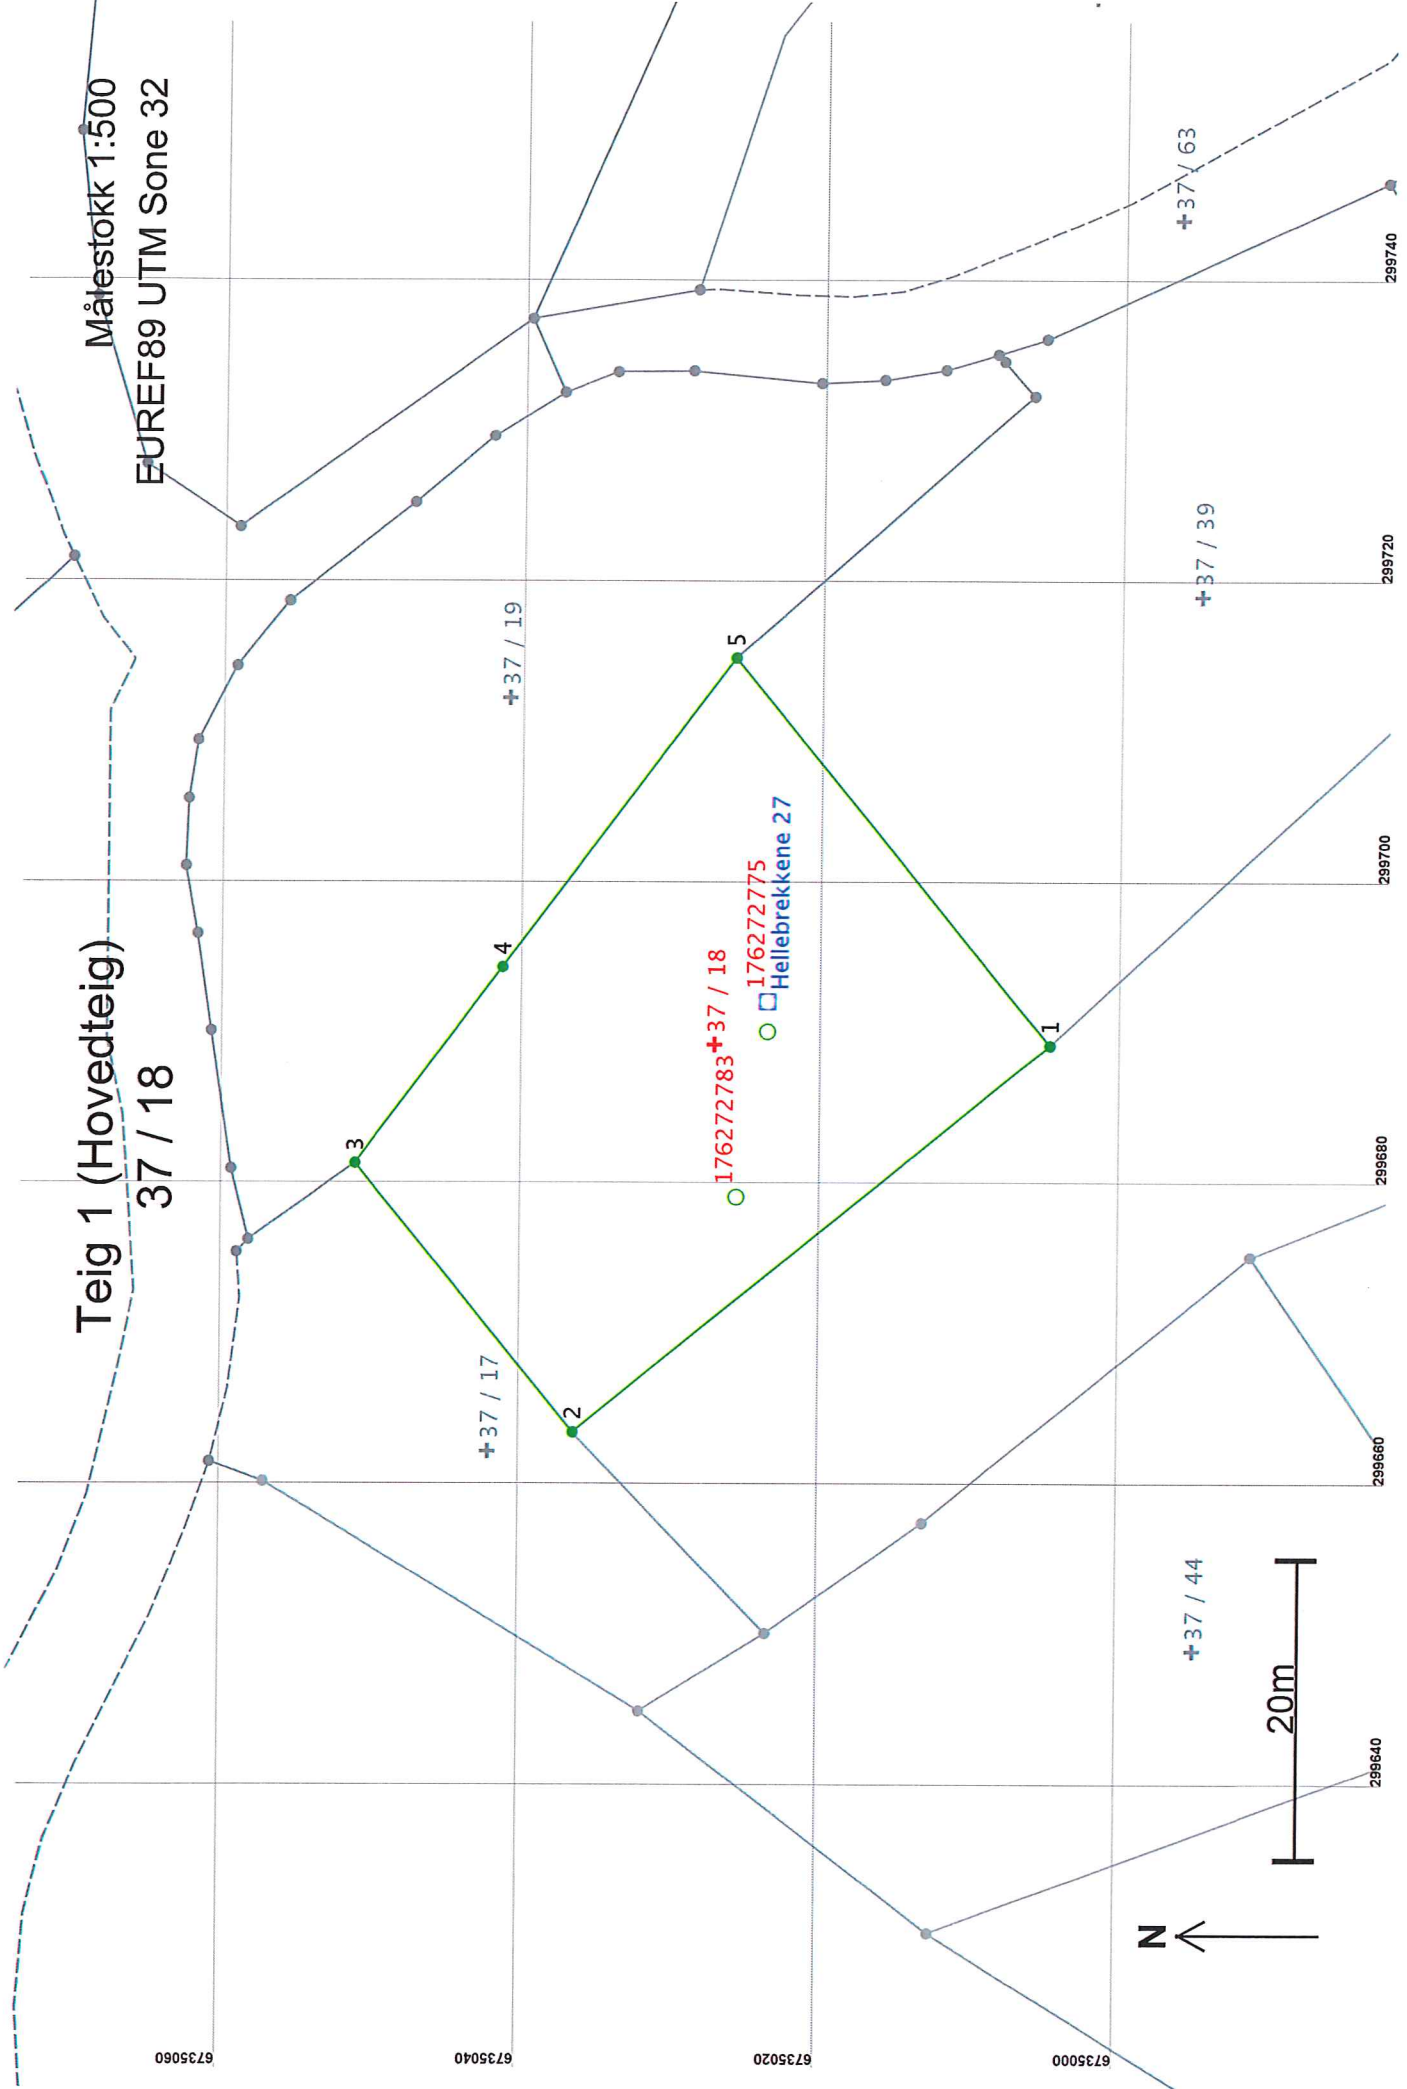 Teig 1 (Hovedteig)
37 / 18
Målestokk 1:500
EUREF89 UTM Sone 32
6735060
6735040
6735020
6735000
37 / 17
37 / 19
3
4
2
5
1
176272783
37 / 18
176272775
Hellebrekkene 27
37 / 44
37 / 39
37 / 63
N
20m
299640
299660
299680
299700
299720
299740